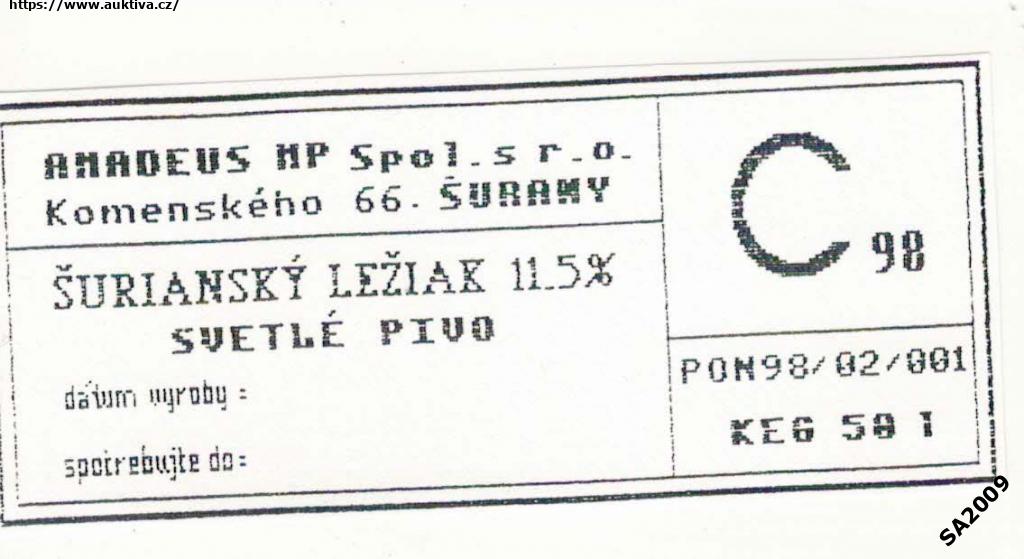 https://www.auktiva.cz/
AMADEUS MP Spol.s r.o.
Komenského 66. ŠURANY
ŠURIANSKÝ LEŽIAK 11.5%
SVETLÉ PIVO
dátum vyroby :
spotrebujte do:
C 98
PON98/02/001
KEG 50 l
SA2009